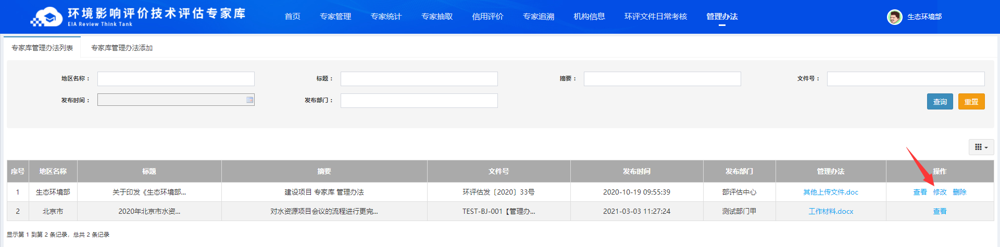 环境影响评价技术评估专家库
EIA Review Think Tank
首页 专家管理 专家统计 专家抽取 信用评价 专家追溯 机构信息 环评文件日常考核 管理办法 生态环境部
专家库管理办法列表 专家库管理办法添加
地区名称： 标题： 摘要： 文件号：
发布时间： 发布部门： 查询 重置
序号 地区名称 标题 摘要 文件号 发布时间 发布部门 管理办法 操作
1 生态环境部 关于印发《生态环境部... 建设项目 专家库 管理办法 环评估发〔2020〕33号 2020-10-19 09:55:39 部评估中心 其他上传文件.doc 查看 修改 删除
2 北京市 2020年北京市水资... 对水资源项目会议的流程进行更完... TEST-BJ-001【管理办... 2021-03-03 11:27:24 测试部门甲 工作材料.docx 查看
显示第 1 到第 2 条记录，总共 2 条记录